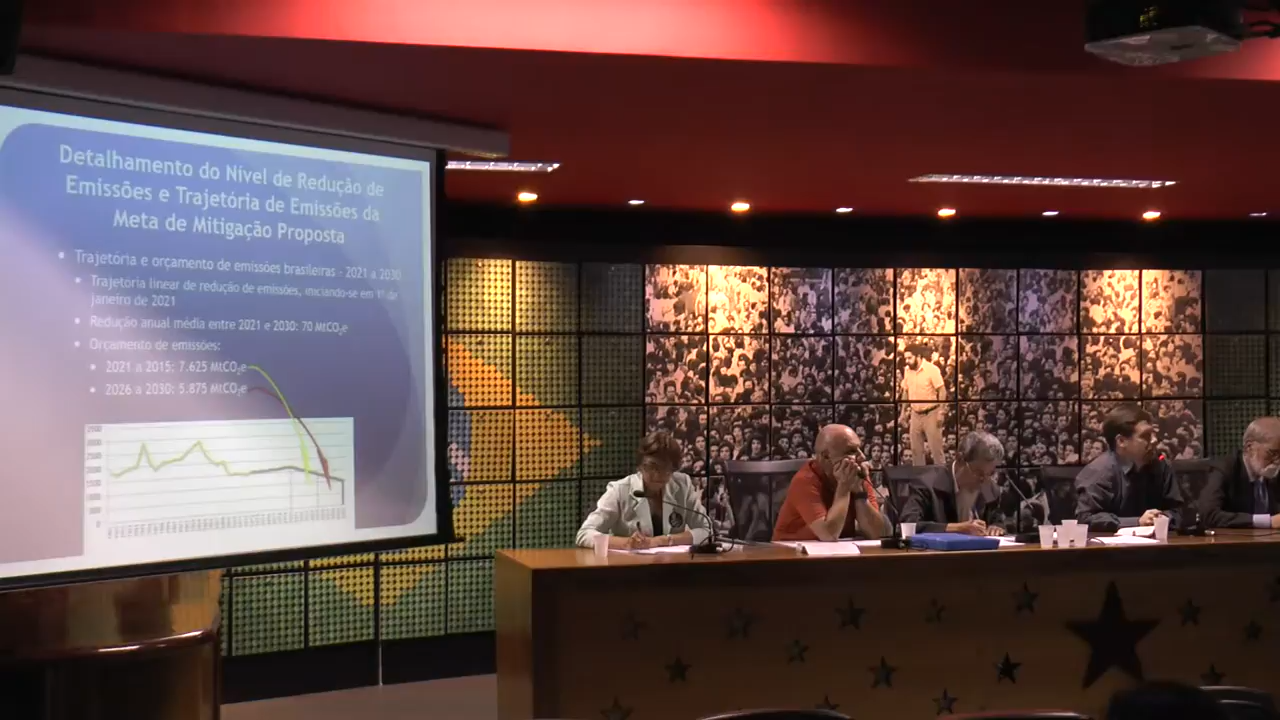 Detalhamento do Nível de Redução de
Emissões e Trajetória de Emissões da
Meta de Mitigação Proposta
• Trajetória e orçamento de emissões brasileiras - 2021 a 2030
• Trajetória linear de redução de emissões, iniciando-se em 1º de
janeiro de 2021
• Redução anual média entre 2021 e 2030: 70 MtCO₂e
• Orçamento de emissões:
• 2021 a 2015: 7.625 MtCO₂e
• 2026 a 2030: 5.875 MtCO₂e